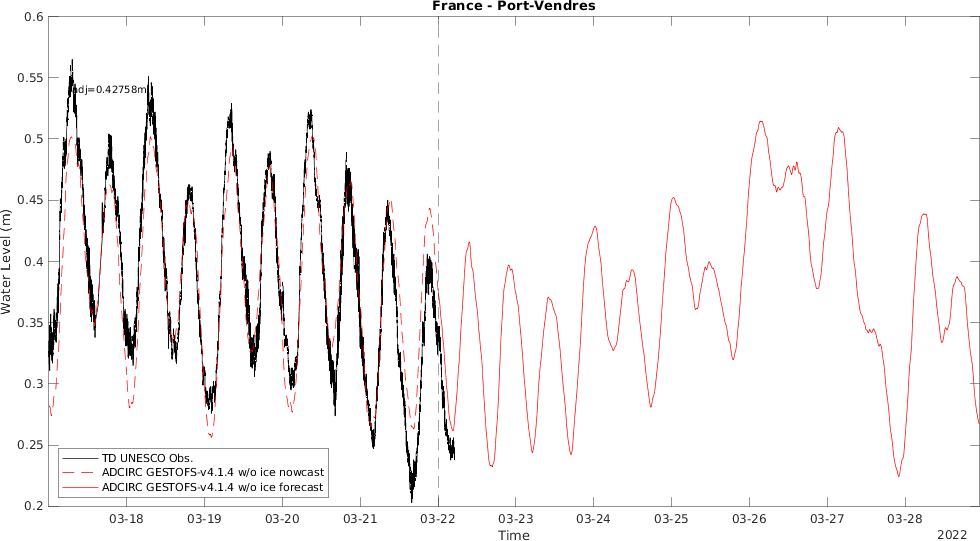 France - Port-Vendres
0.6
0.55
0.5
0.45
0.4
0.35
0.3
0.25
0.2
Water Level (m)
adj=0.42758m
TD UNESCO Obs.
ADCIRC GESTOFS-v4.1.4 w/o ice nowcast
ADCIRC GESTOFS-v4.1.4 w/o ice forecast
03-18 03-19 03-20 03-21 03-22 03-23 03-24 03-25 03-26 03-27 03-28
Time
2022